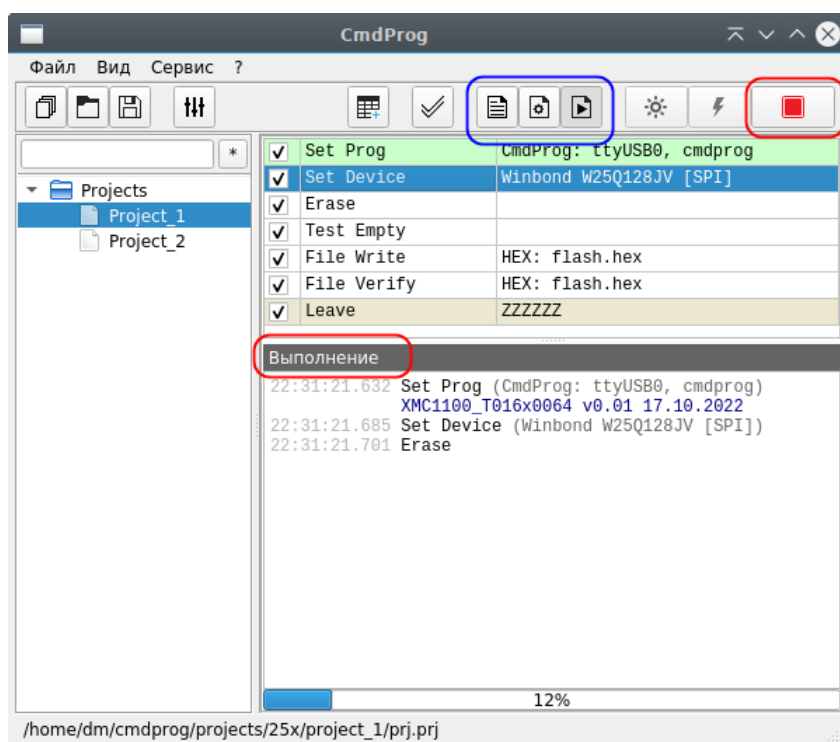 CmdProg
Файл Вид Сервис ?
*
Projects
Project_1
Project_2
Set Prog CmdProg: ttyUSB0, cmdprog
Set Device Winbond W25Q128JV [SPI]
Erase
Test Empty
File Write HEX: flash.hex
File Verify HEX: flash.hex
Leave ZZZZZZ
Выполнение
22:31:21.632 Set Prog (CmdProg: ttyUSB0, cmdprog)
XMC1100_T016x0064 v0.01 17.10.2022
22:31:21.685 Set Device (Winbond W25Q128JV [SPI])
22:31:21.701 Erase
12%
/home/dm/cmdprog/projects/25x/project_1/prj.prj